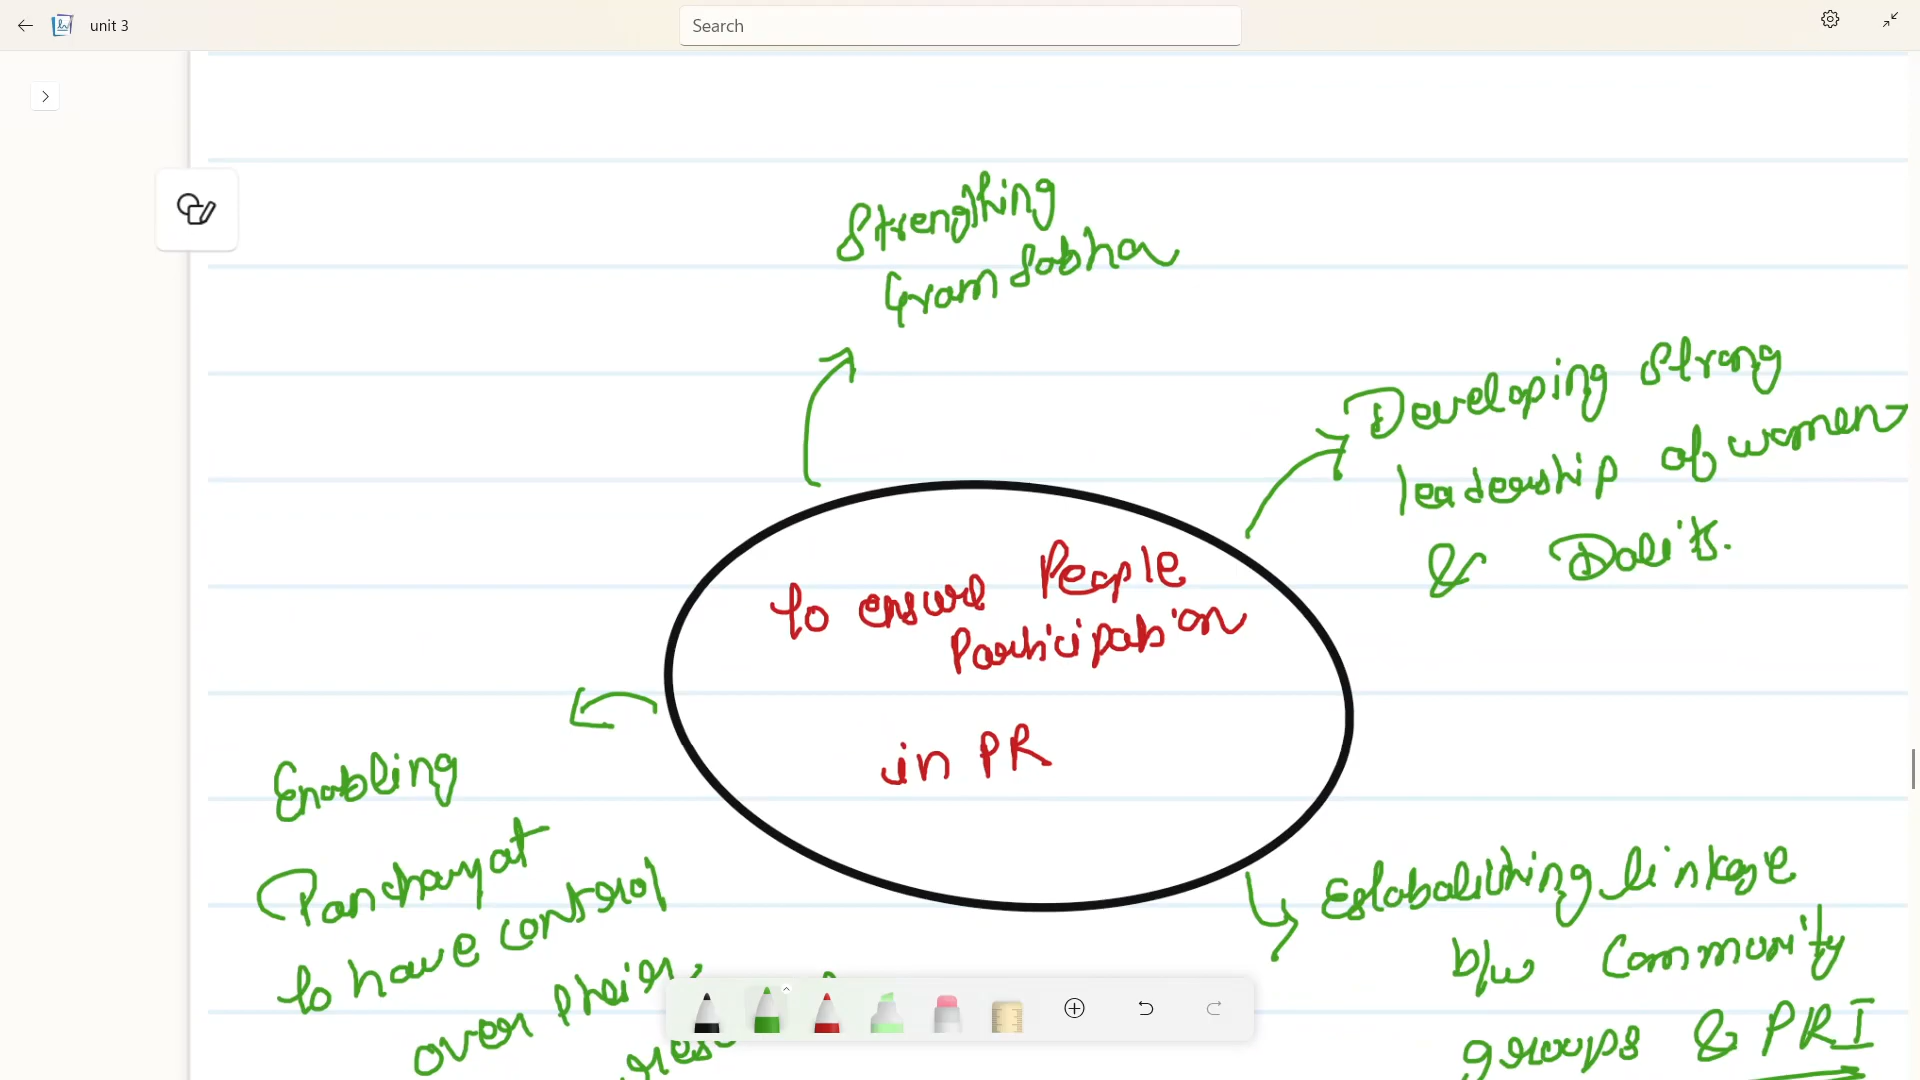 unit 3
Search
Strengthing
Gram Sabha
Developing Strong
leadership of women
& Dalits.
to ensure People
Participation
in PR
Enabling
Panchayat
to have control
over their
Establishing linkage
b/w Community
groups & PRI